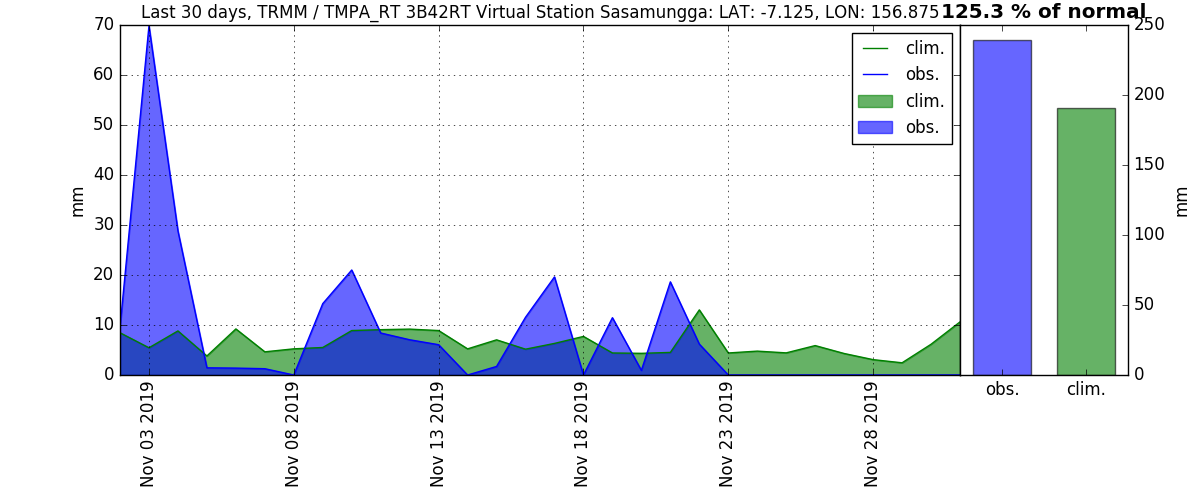 Last 30 days, TRMM / TMPA_RT 3B42RT Virtual Station Sasamungga: LAT: -7.125, LON: 156.875
125.3 % of normal
70
60
50
40
30
20
10
0
mm
clim.
obs.
clim.
obs.
250
200
150
100
50
0
mm
obs.
clim.
Nov 03 2019
Nov 08 2019
Nov 13 2019
Nov 18 2019
Nov 23 2019
Nov 28 2019